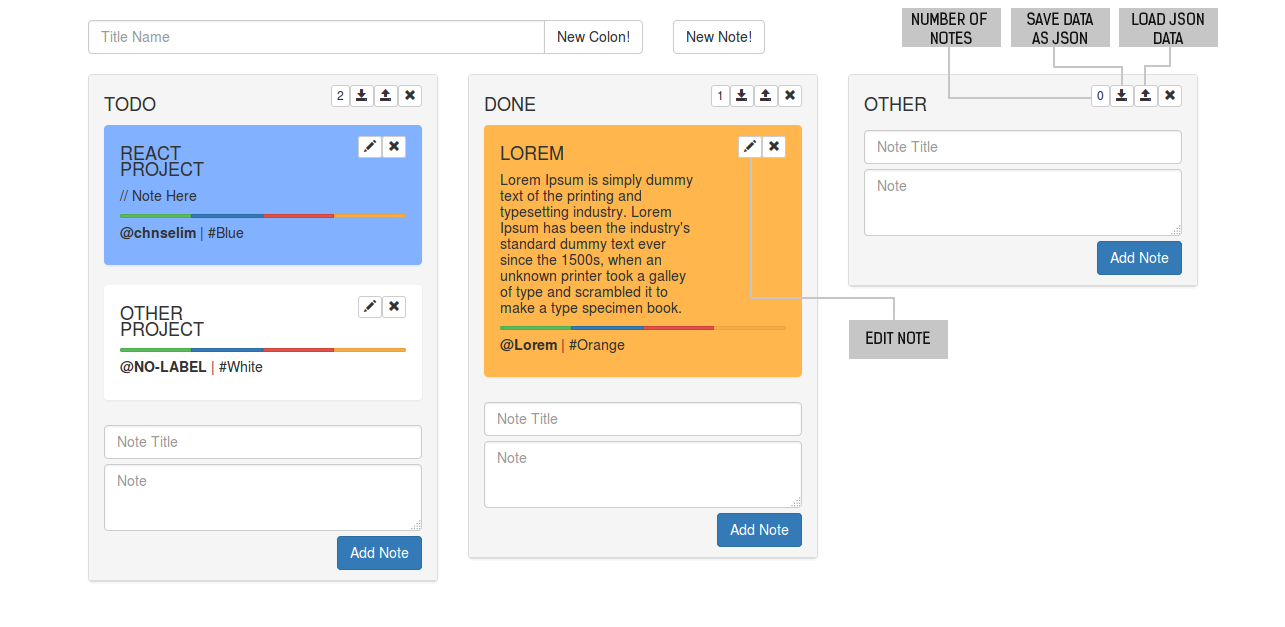 Title Name
New Colon!
New Note!
NUMBER OF
NOTES
SAVE DATA
AS JSON
LOAD JSON
DATA
TODO
2
REACT
PROJECT
// Note Here
@chnselim | #Blue
OTHER
PROJECT
@NO-LABEL | #White
Note Title
Note
Add Note
DONE
1
LOREM
Lorem Ipsum is simply dummy
text of the printing and
typesetting industry. Lorem
Ipsum has been the industry's
standard dummy text ever
since the 1500s, when an
unknown printer took a galley
of type and scrambled it to
make a type specimen book.
@Lorem | #Orange
Note Title
Note
Add Note
OTHER
0
Note Title
Note
Add Note
EDIT NOTE